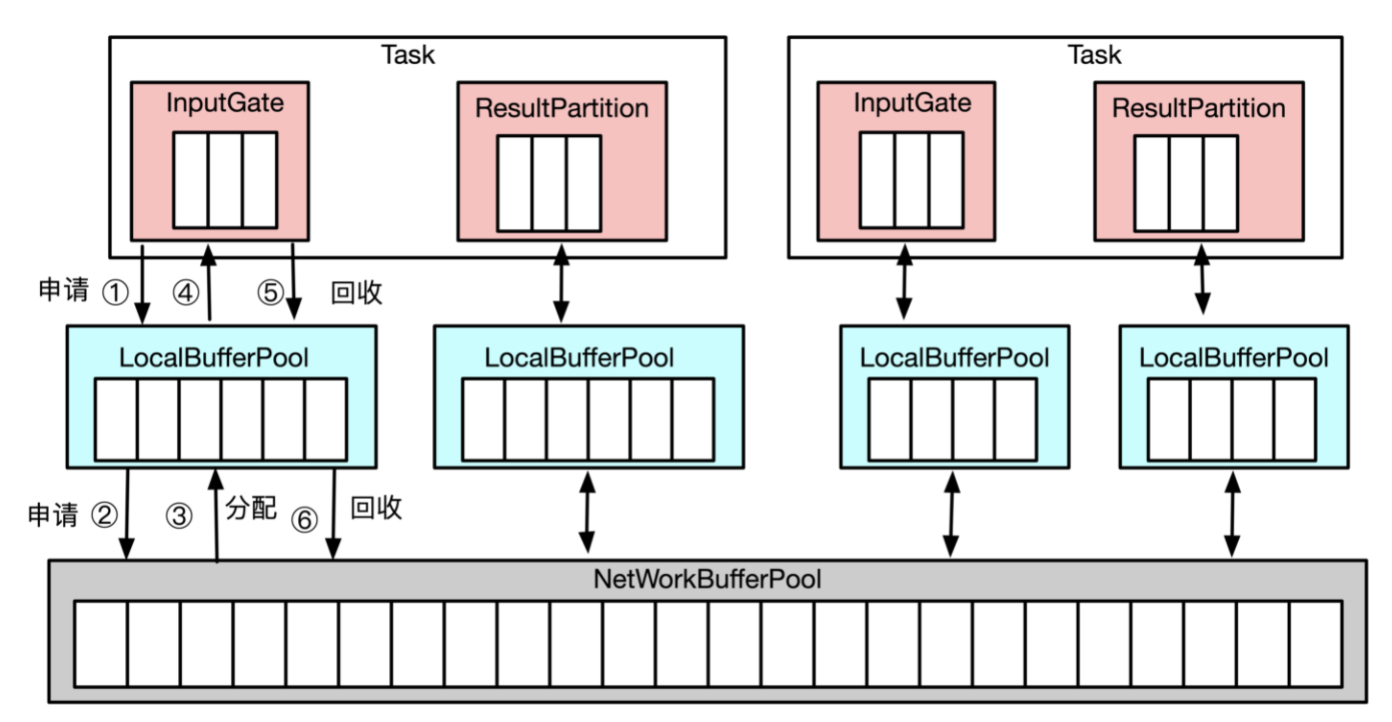 Task
Task
InputGate
ResultPartition
InputGate
ResultPartition
申请 ① ④ ⑤ 回收
LocalBufferPool
LocalBufferPool
LocalBufferPool
LocalBufferPool
申请 ② ③ 分配 ⑥ 回收
NetWorkBufferPool